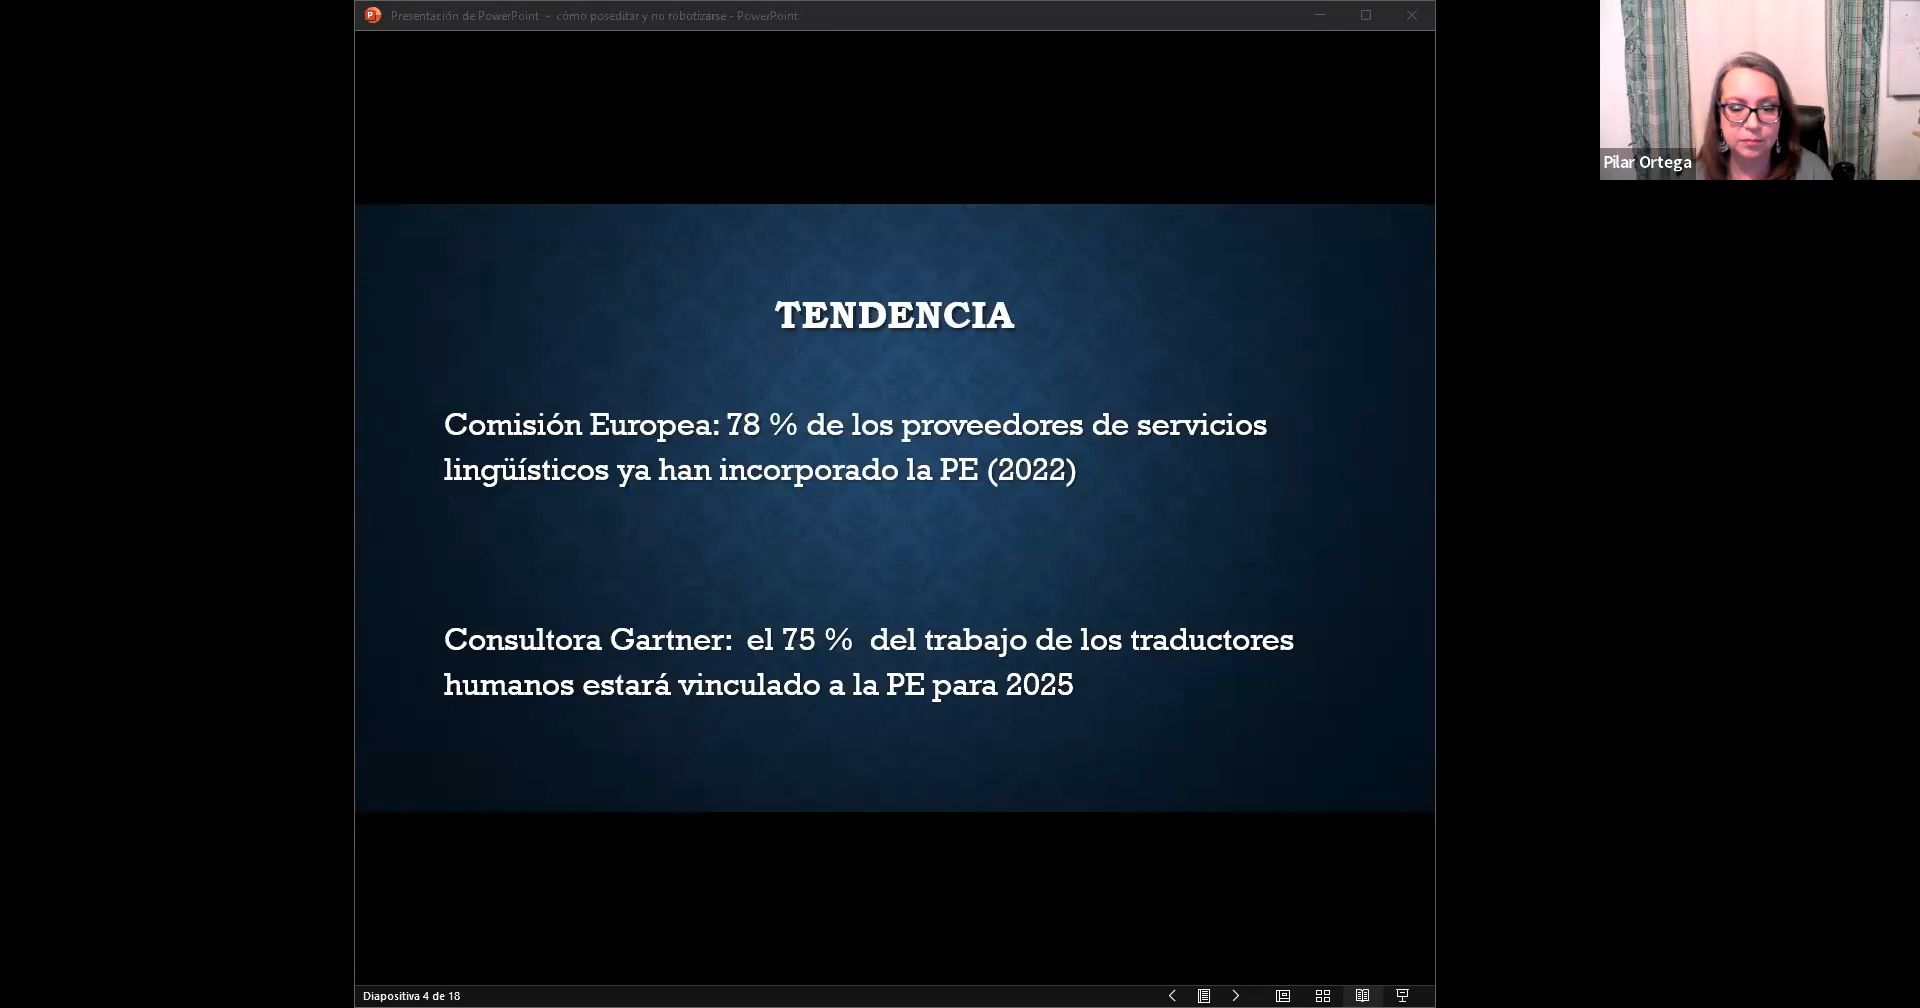 Presentación de PowerPoint - cómo poseditar y no robotizarse - PowerPoint
Pilar Ortega
TENDENCIA
Comisión Europea: 78 % de los proveedores de servicios
lingüísticos ya han incorporado la PE (2022)
Consultora Gartner: el 75 % del trabajo de los traductores
humanos estará vinculado a la PE para 2025
Diapositiva 4 de 18